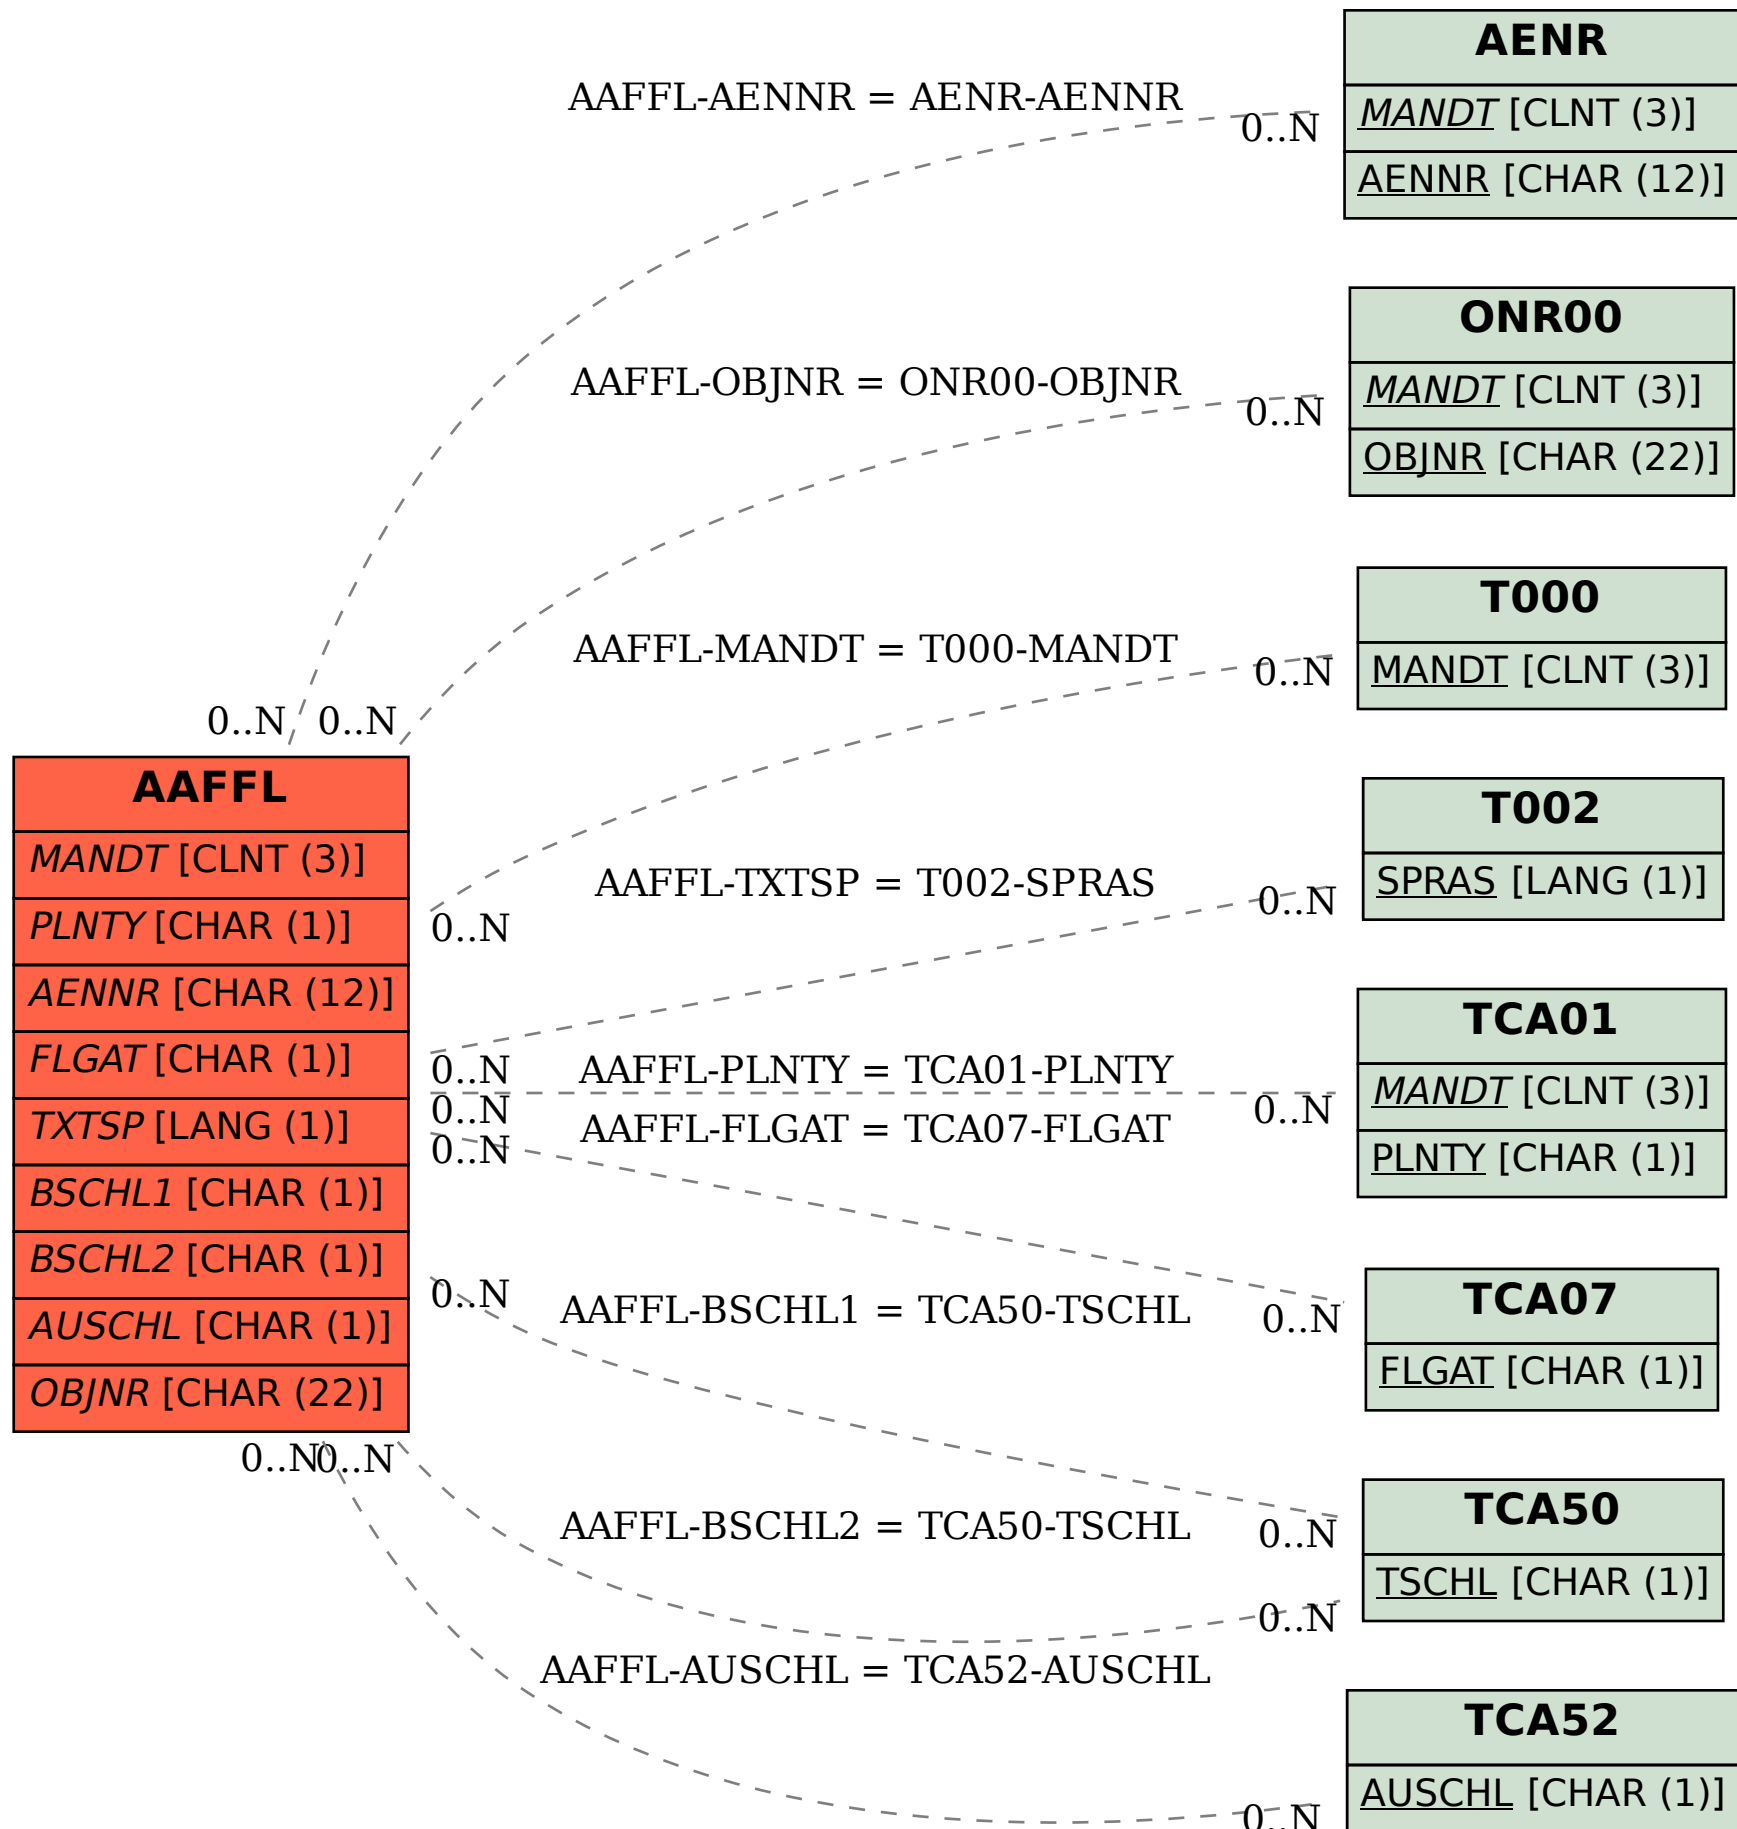 AENR
MANDT [CLNT (3)]
AENNR [CHAR (12)]
AAFFL-AENNR = AENR-AENNR
0..N
ONR00
MANDT [CLNT (3)]
OBJNR [CHAR (22)]
AAFFL-OBJNR = ONR00-OBJNR
0..N
T000
MANDT [CLNT (3)]
AAFFL-MANDT = T000-MANDT
0..N
0..N 0..N
AAFFL
MANDT [CLNT (3)]
PLNTY [CHAR (1)]
AENNR [CHAR (12)]
FLGAT [CHAR (1)]
TXTSP [LANG (1)]
BSCHL1 [CHAR (1)]
BSCHL2 [CHAR (1)]
AUSCHL [CHAR (1)]
OBJNR [CHAR (22)]
0..N
T002
SPRAS [LANG (1)]
AAFFL-TXTSP = T002-SPRAS
0..N
0..N
AAFFL-PLNTY = TCA01-PLNTY
0..N
0..N
TCA01
MANDT [CLNT (3)]
PLNTY [CHAR (1)]
AAFFL-FLGAT = TCA07-FLGAT
0..N
0..N
TCA07
FLGAT [CHAR (1)]
0..N
AAFFL-BSCHL1 = TCA50-TSCHL
0..N
TCA50
TSCHL [CHAR (1)]
0..N 0..N
AAFFL-BSCHL2 = TCA50-TSCHL
0..N
AAFFL-AUSCHL = TCA52-AUSCHL
0..N
TCA52
AUSCHL [CHAR (1)]